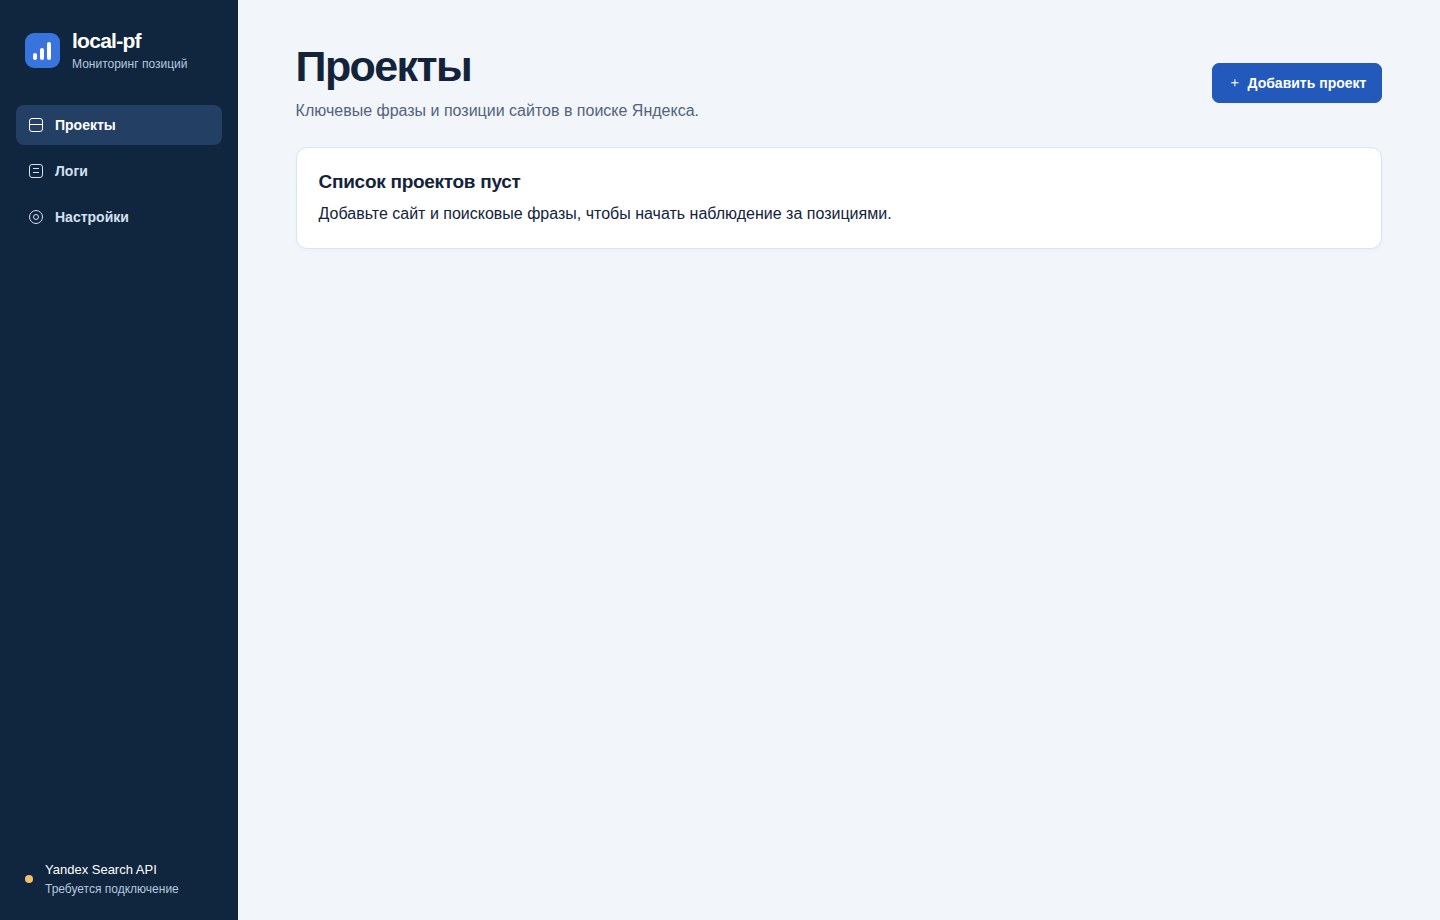 local-pf
Мониторинг позиций
Проекты
Логи
Настройки
Yandex Search API
Требуется подключение
Проекты
Ключевые фразы и позиции сайтов в поиске Яндекса.
+ Добавить проект
Список проектов пуст
Добавьте сайт и поисковые фразы, чтобы начать наблюдение за позициями.